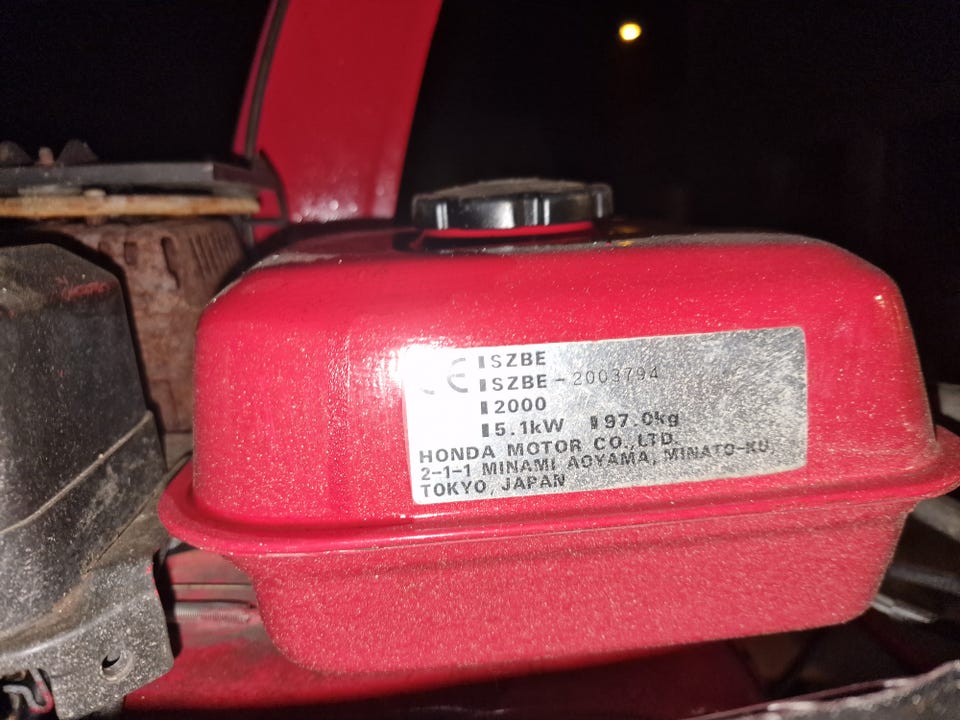 CE SZBE
SZBE-2003794
2000
5.1kW 97.0kg
HONDA MOTOR CO.,LTD.
2-1-1 MINAMI AOYAMA, MINATO-KU
TOKYO, JAPAN